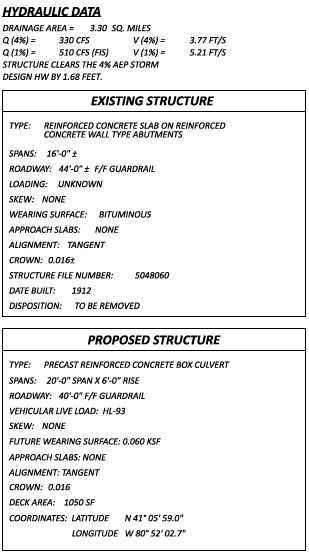 HYDRAULIC DATA
DRAINAGE AREA = 3.30 SQ. MILES
Q (4%) = 330 CFS V (4%) = 3.77 FT/S
Q (1%) = 510 CFS (FIS) V (1%) = 5.21 FT/S
STRUCTURE CLEARS THE 4% AEP STORM
DESIGN HW BY 1.68 FEET.
EXISTING STRUCTURE
TYPE: REINFORCED CONCRETE SLAB ON REINFORCED
CONCRETE WALL TYPE ABUTMENTS
SPANS: 16'-0" ±
ROADWAY: 44'-0" ± F/F GUARDRAIL
LOADING: UNKNOWN
SKEW: NONE
WEARING SURFACE: BITUMINOUS
APPROACH SLABS: NONE
ALIGNMENT: TANGENT
CROWN: 0.016±
STRUCTURE FILE NUMBER: 5048060
DATE BUILT: 1912
DISPOSITION: TO BE REMOVED
PROPOSED STRUCTURE
TYPE: PRECAST REINFORCED CONCRETE BOX CULVERT
SPANS: 20'-0" SPAN X 6'-0" RISE
ROADWAY: 40'-0" F/F GUARDRAIL
VEHICULAR LIVE LOAD: HL-93
SKEW: NONE
FUTURE WEARING SURFACE: 0.060 KSF
APPROACH SLABS: NONE
ALIGNMENT: TANGENT
CROWN: 0.016
DECK AREA: 1050 SF
COORDINATES: LATITUDE N 41° 05' 59.0"
LONGITUDE W 80° 52' 02.7"